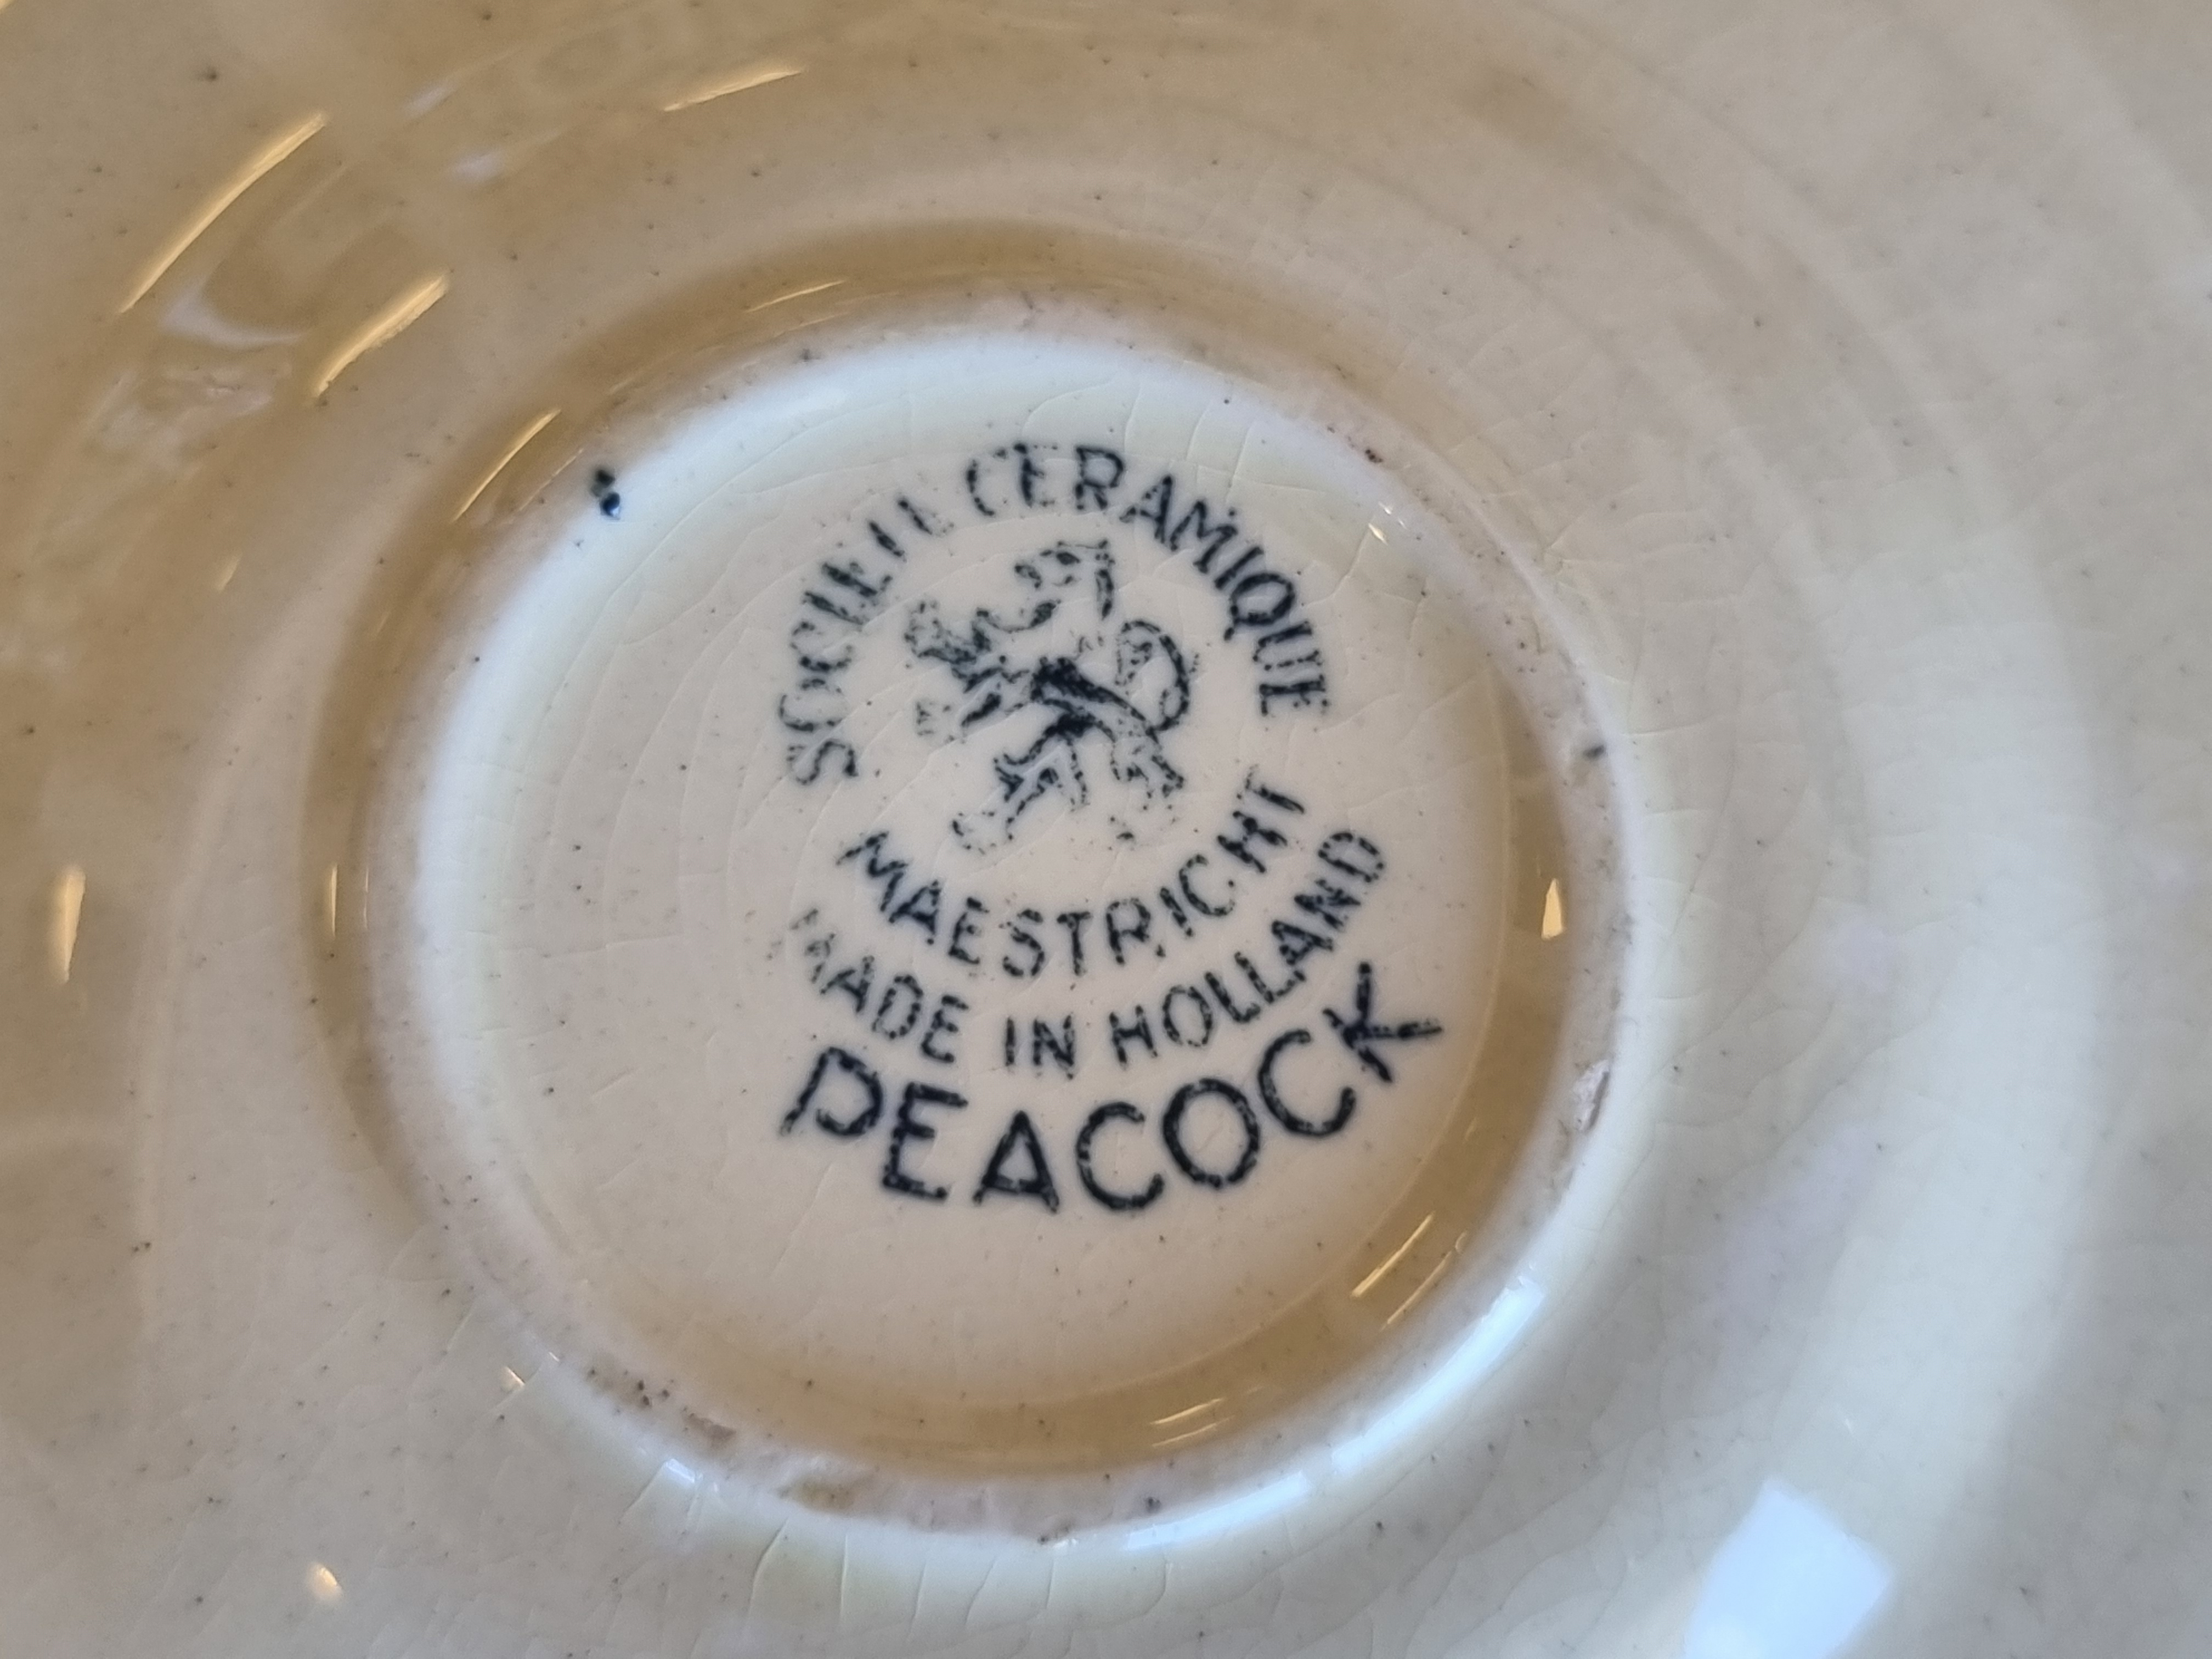 SOCIETE CERAMIQUE
MAESTRICHT
MADE IN HOLLAND
PEACOCK